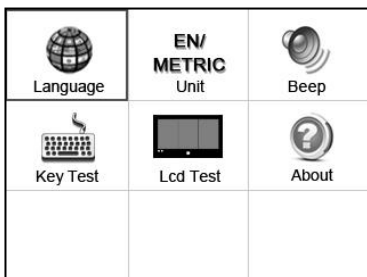 EN/
METRIC
Language
Unit
Beep
Key Test
Lcd Test
About